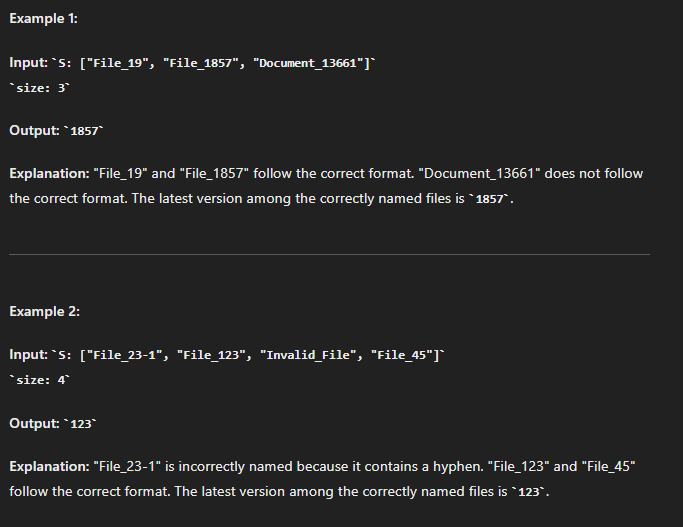 Example 1:
Input: `S: ["File_19", "File_1857", "Document_13661"]`
`size: 3`
Output: `1857`
Explanation: "File_19" and "File_1857" follow the correct format. "Document_13661" does not follow
the correct format. The latest version among the correctly named files is `1857`.
Example 2:
Input: `S: ["File_23-1", "File_123", "Invalid_File", "File_45"]`
`size: 4`
Output: `123`
Explanation: "File_23-1" is incorrectly named because it contains a hyphen. "File_123" and "File_45"
follow the correct format. The latest version among the correctly named files is `123`.